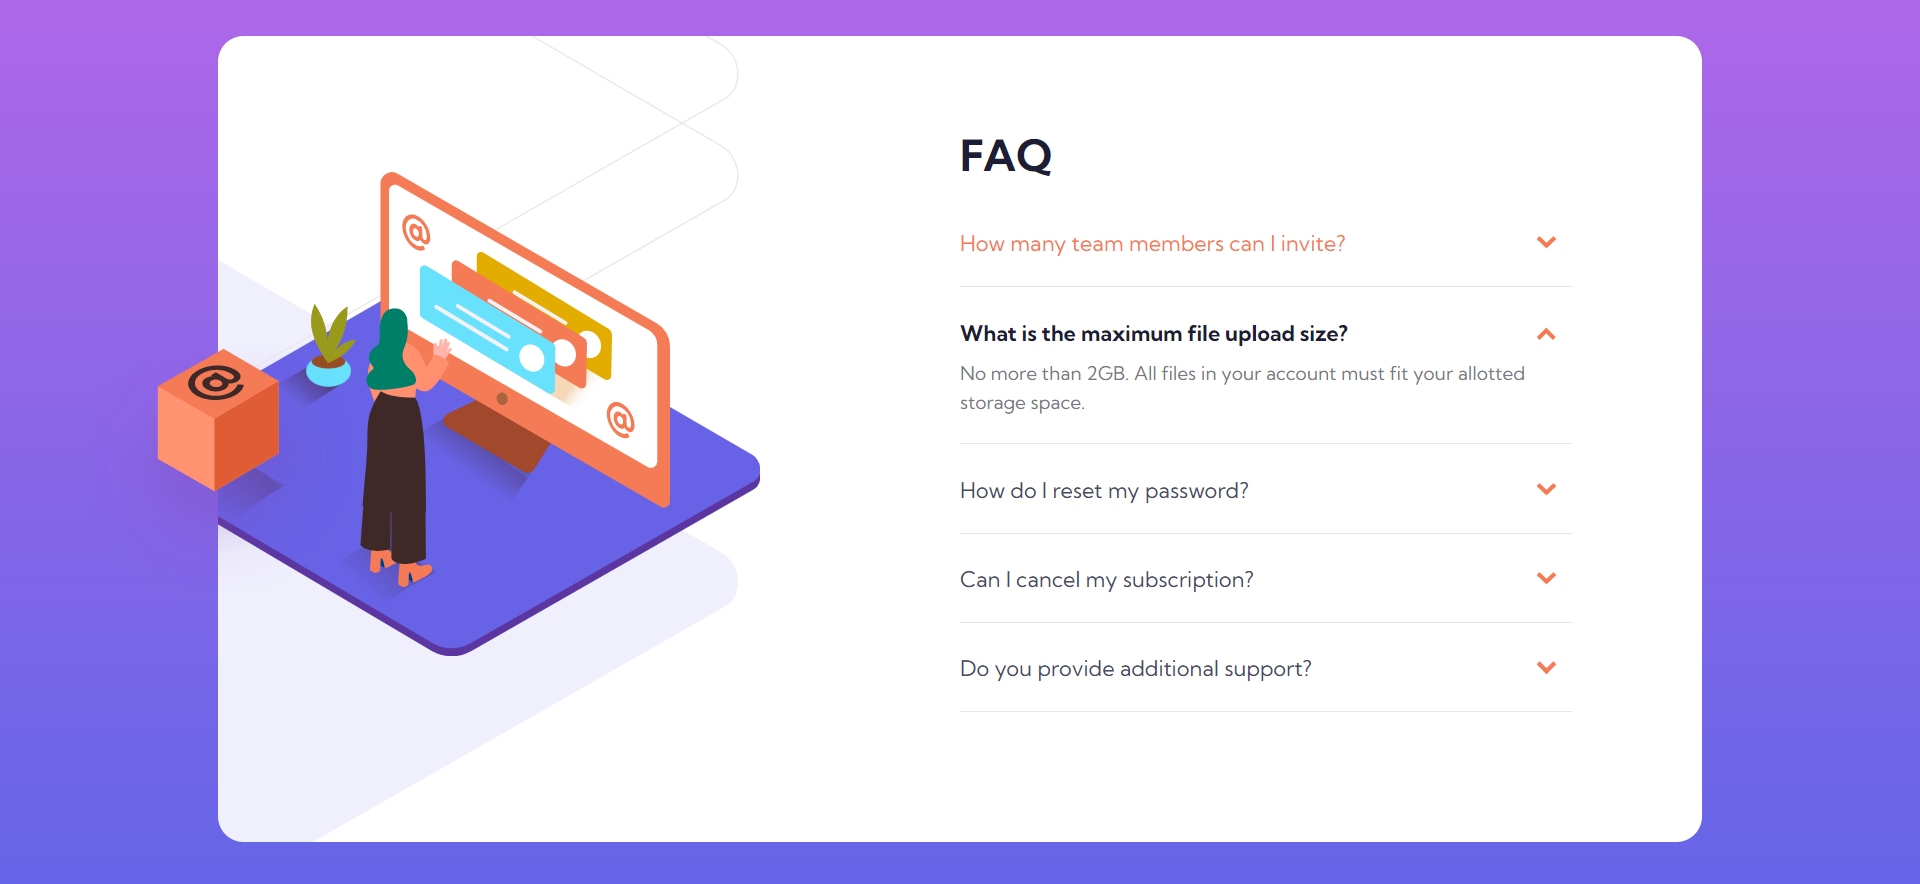 FAQ
How many team members can I invite?
What is the maximum file upload size?
No more than 2GB. All files in your account must fit your allotted
storage space.
How do I reset my password?
Can I cancel my subscription?
Do you provide additional support?
@
@
@